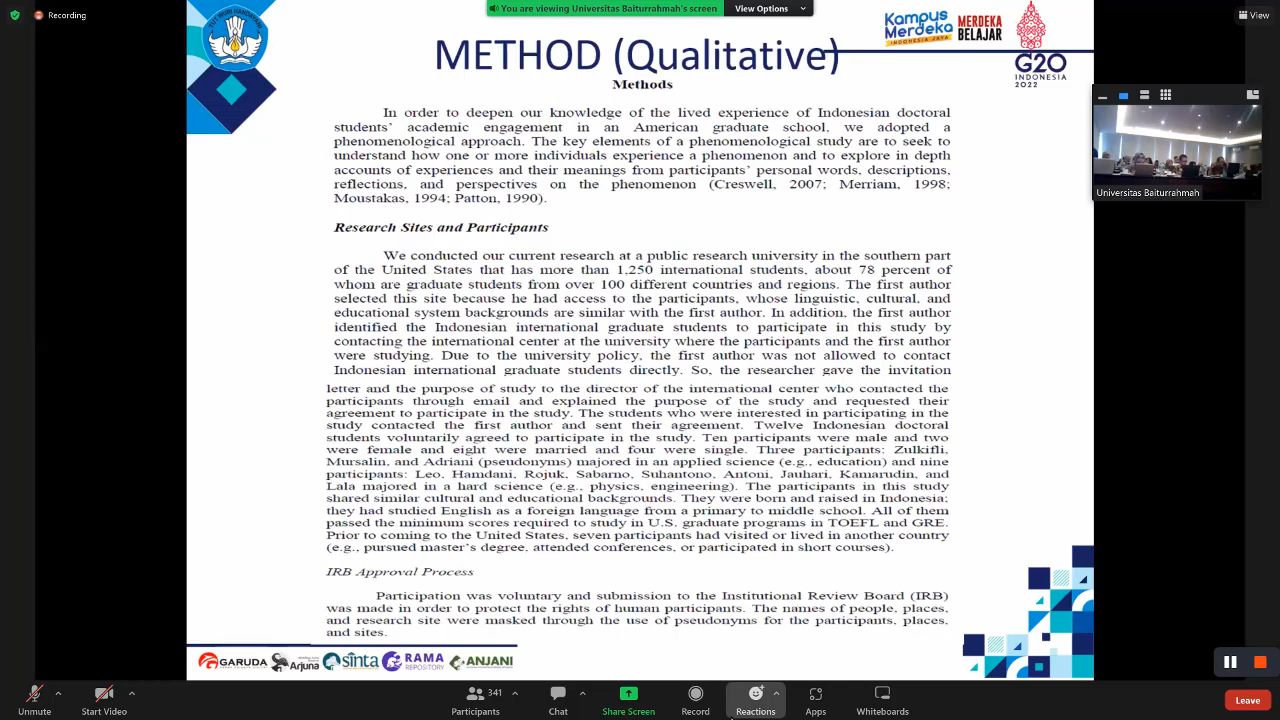 Recording
You are viewing Universitas Baiturrahmah's screen
View Options
View
TUT WURI HANDAYANI
Kampus
Merdeka
INDONESIA JAYA
MERDEKA
BELAJAR
G20
INDONESIA
2022
METHOD (Qualitative)
Universitas Baiturrahmah
Methods
In order to deepen our knowledge of the lived experience of Indonesian doctoral
students' academic engagement in an American graduate school, we adopted a
phenomenological approach. The key elements of a phenomenological study are to seek to
understand how one or more individuals experience a phenomenon and to explore in depth
accounts of experiences and their meanings from participants' personal words, descriptions,
reflections, and perspectives on the phenomenon (Creswell, 2007; Merriam, 1998;
Moustakas, 1994; Patton, 1990).
Research Sites and Participants
We conducted our current research at a public research university in the southern part
of the United States that has more than 1,250 international students, about 78 percent of
whom are graduate students from over 100 different countries and regions. The first author
selected this site because he had access to the participants, whose linguistic, cultural, and
educational system backgrounds are similar with the first author. In addition, the first author
identified the Indonesian international graduate students to participate in this study by
contacting the international center at the university where the participants and the first author
were studying. Due to the university policy, the first author was not allowed to contact
Indonesian international graduate students directly. So, the researcher gave the invitation
letter and the purpose of study to the director of the international center who contacted the
participants through email and explained the purpose of the study and requested their
agreement to participate in the study. The students who were interested in participating in the
study contacted the first author and sent their agreement. Twelve Indonesian doctoral
students voluntarily agreed to participate in the study. Ten participants were male and two
were female and eight were married and four were single. Three participants: Zulkifli,
Mursalin, and Adriani (pseudonyms) majored in an applied science (e.g., education) and nine
participants: Leo, Hamdani, Rojuk, Sabarno, Suhantono, Antoni, Jauhari, Kamarudin, and
Lala majored in a hard science (e.g., physics, engineering). The participants in this study
shared similar cultural and educational backgrounds. They were born and raised in Indonesia;
they had studied English as a foreign language from a primary to middle school. All of them
passed the minimum scores required to study in U.S. graduate programs in TOEFL and GRE.
Prior to coming to the United States, seven participants had visited or lived in another country
(e.g., pursued master's degree, attended conferences, or participated in short courses).
IRB Approval Process
Participation was voluntary and submission to the Institutional Review Board (IRB)
was made in order to protect the rights of human participants. The names of people, places,
and research site were masked through the use of pseudonyms for the participants, places,
and sites.
GARUDA
Arjuna
sinta
RAMA
REPOSITORY
ANJANI
Unmute
Start Video
341
Participants
Chat
Share Screen
Record
Reactions
Apps
Whiteboards
Leave